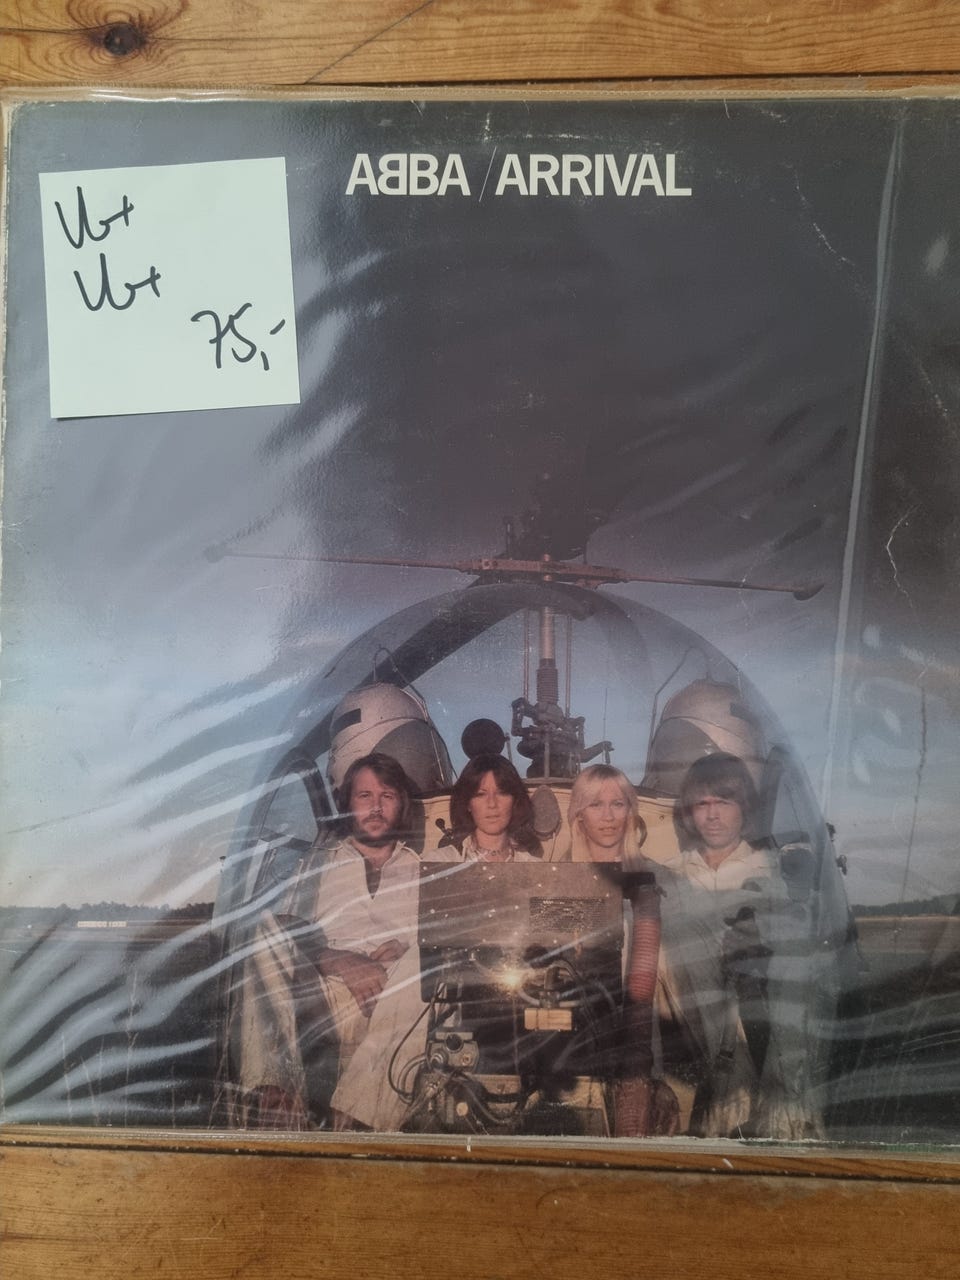 ABBA / ARRIVAL
VG+
VG+
75,-